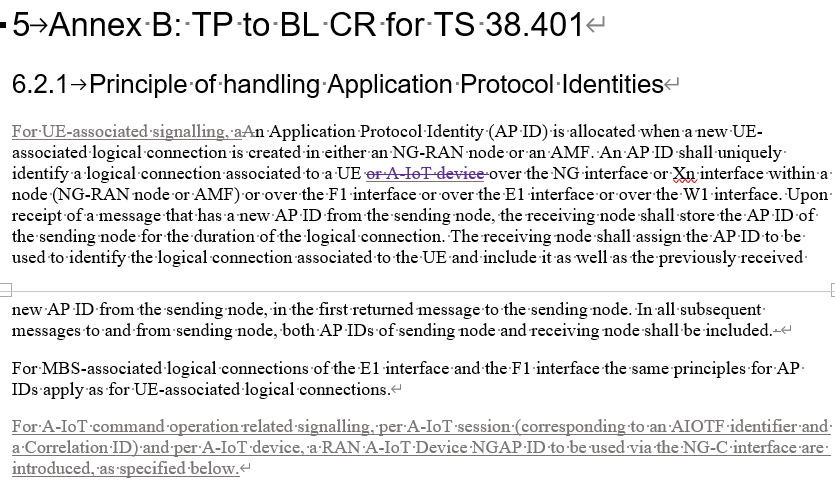 5→Annex B: TP to BL CR for TS 38.401↵
6.2.1→Principle of handling Application Protocol Identities↵
For UE-associated signalling, aAn Application Protocol Identity (AP ID) is allocated when a new UE-
associated logical connection is created in either an NG-RAN node or an AMF. An AP ID shall uniquely
identify a logical connection associated to a UE or A-IoT device over the NG interface or Xn interface within a
node (NG-RAN node or AMF) or over the F1 interface or over the E1 interface or over the W1 interface. Upon
receipt of a message that has a new AP ID from the sending node, the receiving node shall store the AP ID of
the sending node for the duration of the logical connection. The receiving node shall assign the AP ID to be
used to identify the logical connection associated to the UE and include it as well as the previously received
new AP ID from the sending node, in the first returned message to the sending node. In all subsequent
messages to and from sending node, both AP IDs of sending node and receiving node shall be included. ↵
For MBS-associated logical connections of the E1 interface and the F1 interface the same principles for AP
IDs apply as for UE-associated logical connections.↵
For A-IoT command operation related signalling, per A-IoT session (corresponding to an AIOTF identifier and
a Correlation ID) and per A-IoT device, a RAN A-IoT Device NGAP ID to be used via the NG-C interface are
introduced, as specified below.↵